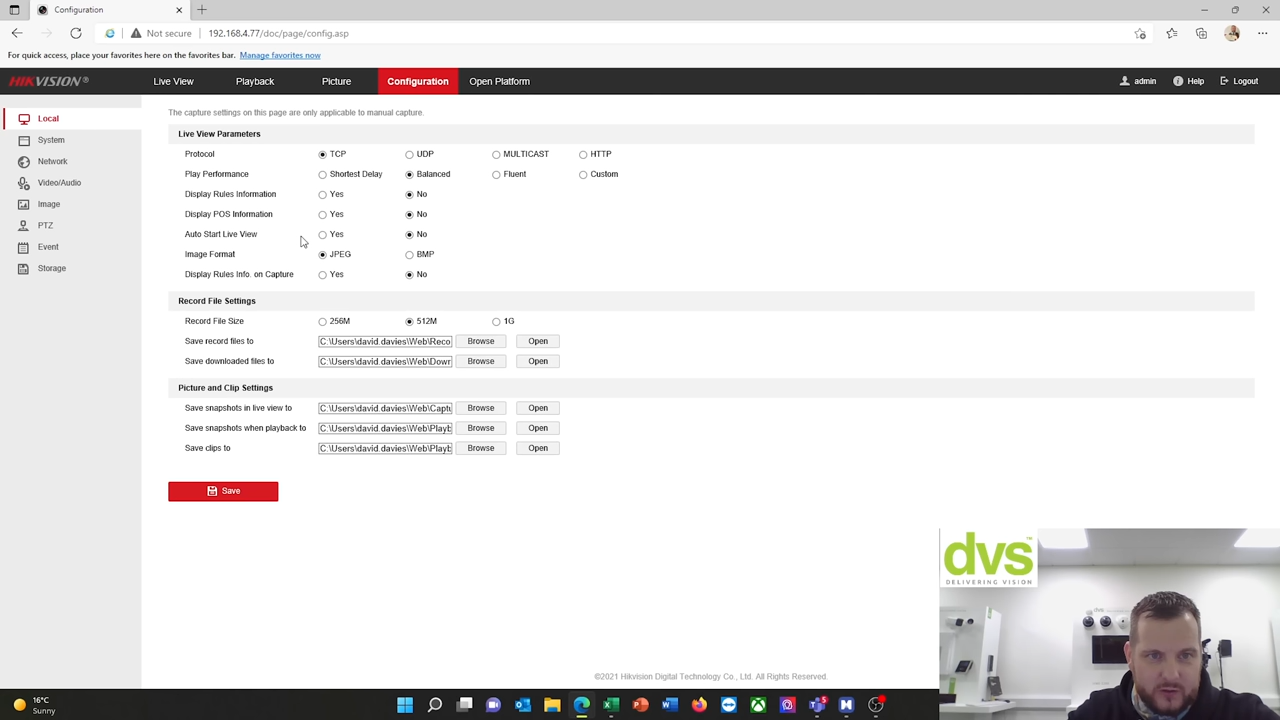 Configuration
Not secure 192.168.4.77/doc/page/config.asp
For quick access, place your favorites here on the favorites bar. Manage favorites now
HIKVISION® Live View Playback Picture Configuration Open Platform admin Help Logout
Local
System
Network
Video/Audio
Image
PTZ
Event
Storage
The capture settings on this page are only applicable to manual capture.
Live View Parameters
Protocol TCP UDP MULTICAST HTTP
Play Performance Shortest Delay Balanced Fluent Custom
Display Rules Information Yes No
Display POS Information Yes No
Auto Start Live View Yes No
Image Format JPEG BMP
Display Rules Info. on Capture Yes No
Record File Settings
Record File Size 256M 512M 1G
Save record files to C:\Users\david.davies\Web\Reco Browse Open
Save downloaded files to C:\Users\david.davies\Web\Down Browse Open
Picture and Clip Settings
Save snapshots in live view to C:\Users\david.davies\Web\Captu Browse Open
Save snapshots when playback to C:\Users\david.davies\Web\Playb Browse Open
Save clips to C:\Users\david.davies\Web\Playb Browse Open
Save
©2021 Hikvision Digital Technology Co., Ltd. All Rights Reserved.
dvs™
DELIVERING VISION
16°C
Sunny